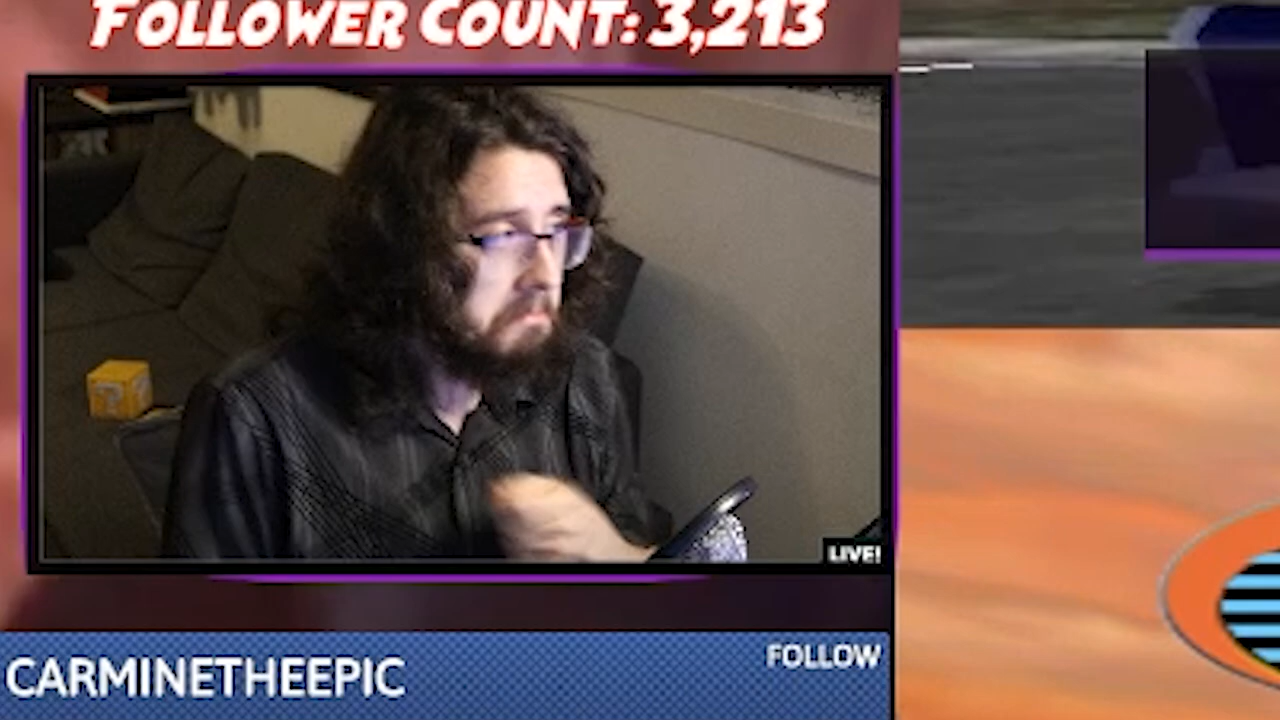 FOLLOWER COUNT: 3,213
?
LIVE!
FOLLOW
CARMINETHEEPIC